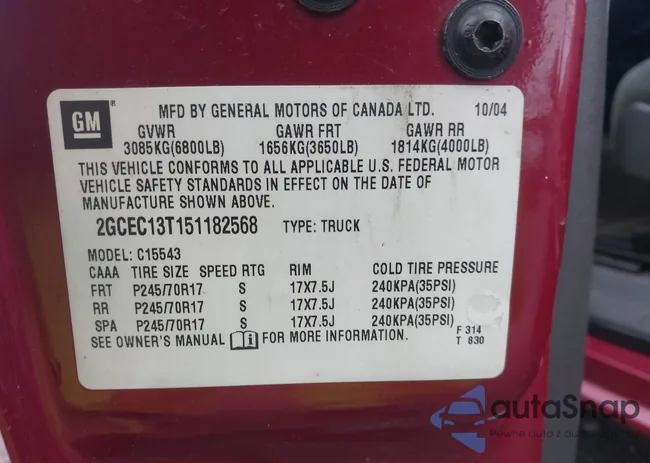 GM ®
MFD BY GENERAL MOTORS OF CANADA LTD. 10/04
GVWR GAWR FRT GAWR RR
3085KG(6800LB) 1656KG(3650LB) 1814KG(4000LB)
THIS VEHICLE CONFORMS TO ALL APPLICABLE U.S. FEDERAL MOTOR
VEHICLE SAFETY STANDARDS IN EFFECT ON THE DATE OF
MANUFACTURE SHOWN ABOVE.
2GCEC13T151182568 TYPE: TRUCK
MODEL: C15543
CAAA TIRE SIZE SPEED RTG RIM COLD TIRE PRESSURE
FRT P245/70R17 S 17X7.5J 240KPA(35PSI)
RR P245/70R17 S 17X7.5J 240KPA(35PSI)
SPA P245/70R17 S 17X7.5J 240KPA(35PSI)
SEE OWNER'S MANUAL i FOR MORE INFORMATION.
F 314
T 830
autaSnap
Pewne auto z